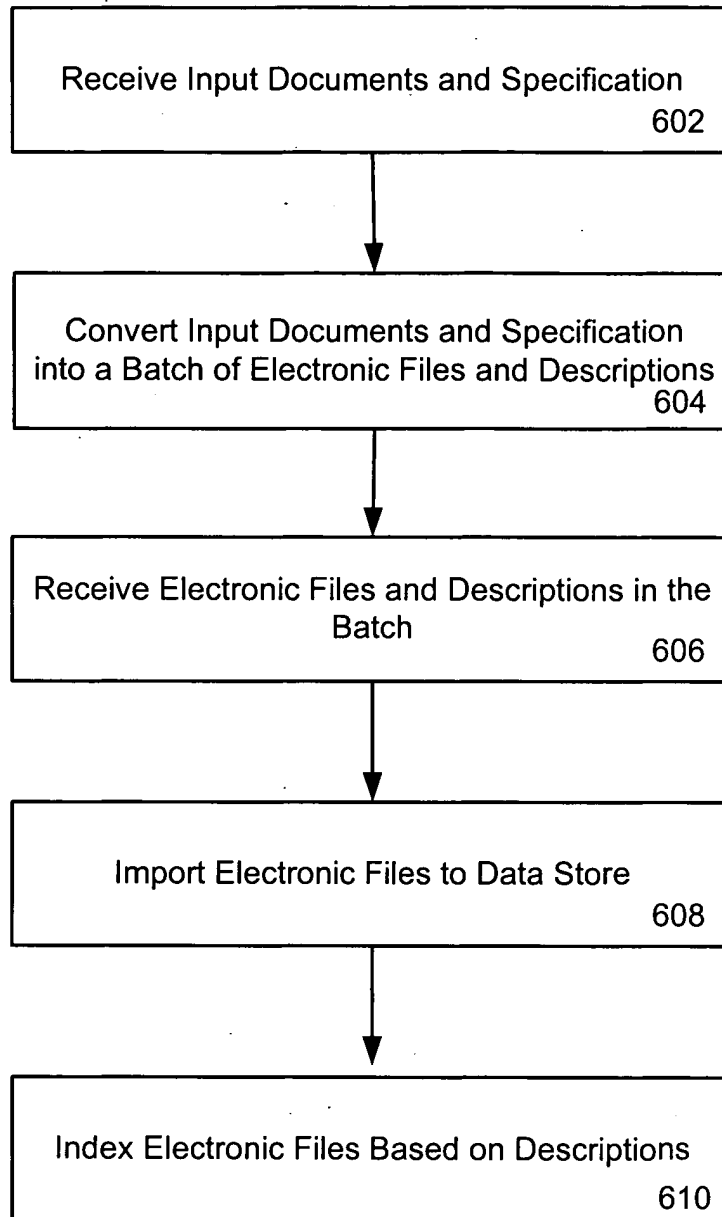 Receive Input Documents and Specification
602
Convert Input Documents and Specification
into a Batch of Electronic Files and Descriptions
604
Receive Electronic Files and Descriptions in the
Batch
606
Import Electronic Files to Data Store
608
Index Electronic Files Based on Descriptions
610